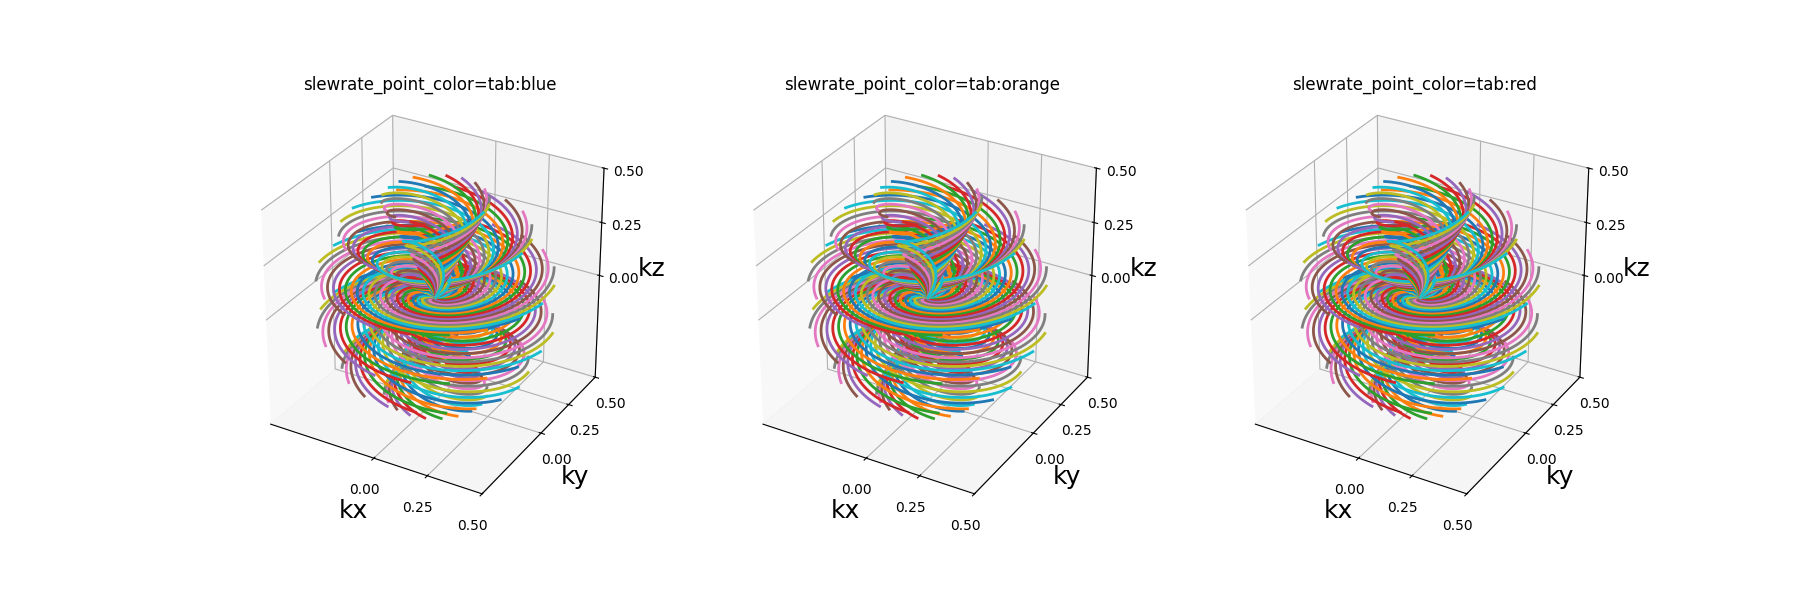 slewrate_point_color=tab:blue
0.50
0.25
0.00
kz
0.50
0.25
0.00
ky
0.00
0.25
0.50
kx
slewrate_point_color=tab:orange
0.50
0.25
0.00
kz
0.50
0.25
0.00
ky
0.00
0.25
0.50
kx
slewrate_point_color=tab:red
0.50
0.25
0.00
kz
0.50
0.25
0.00
ky
0.00
0.25
0.50
kx